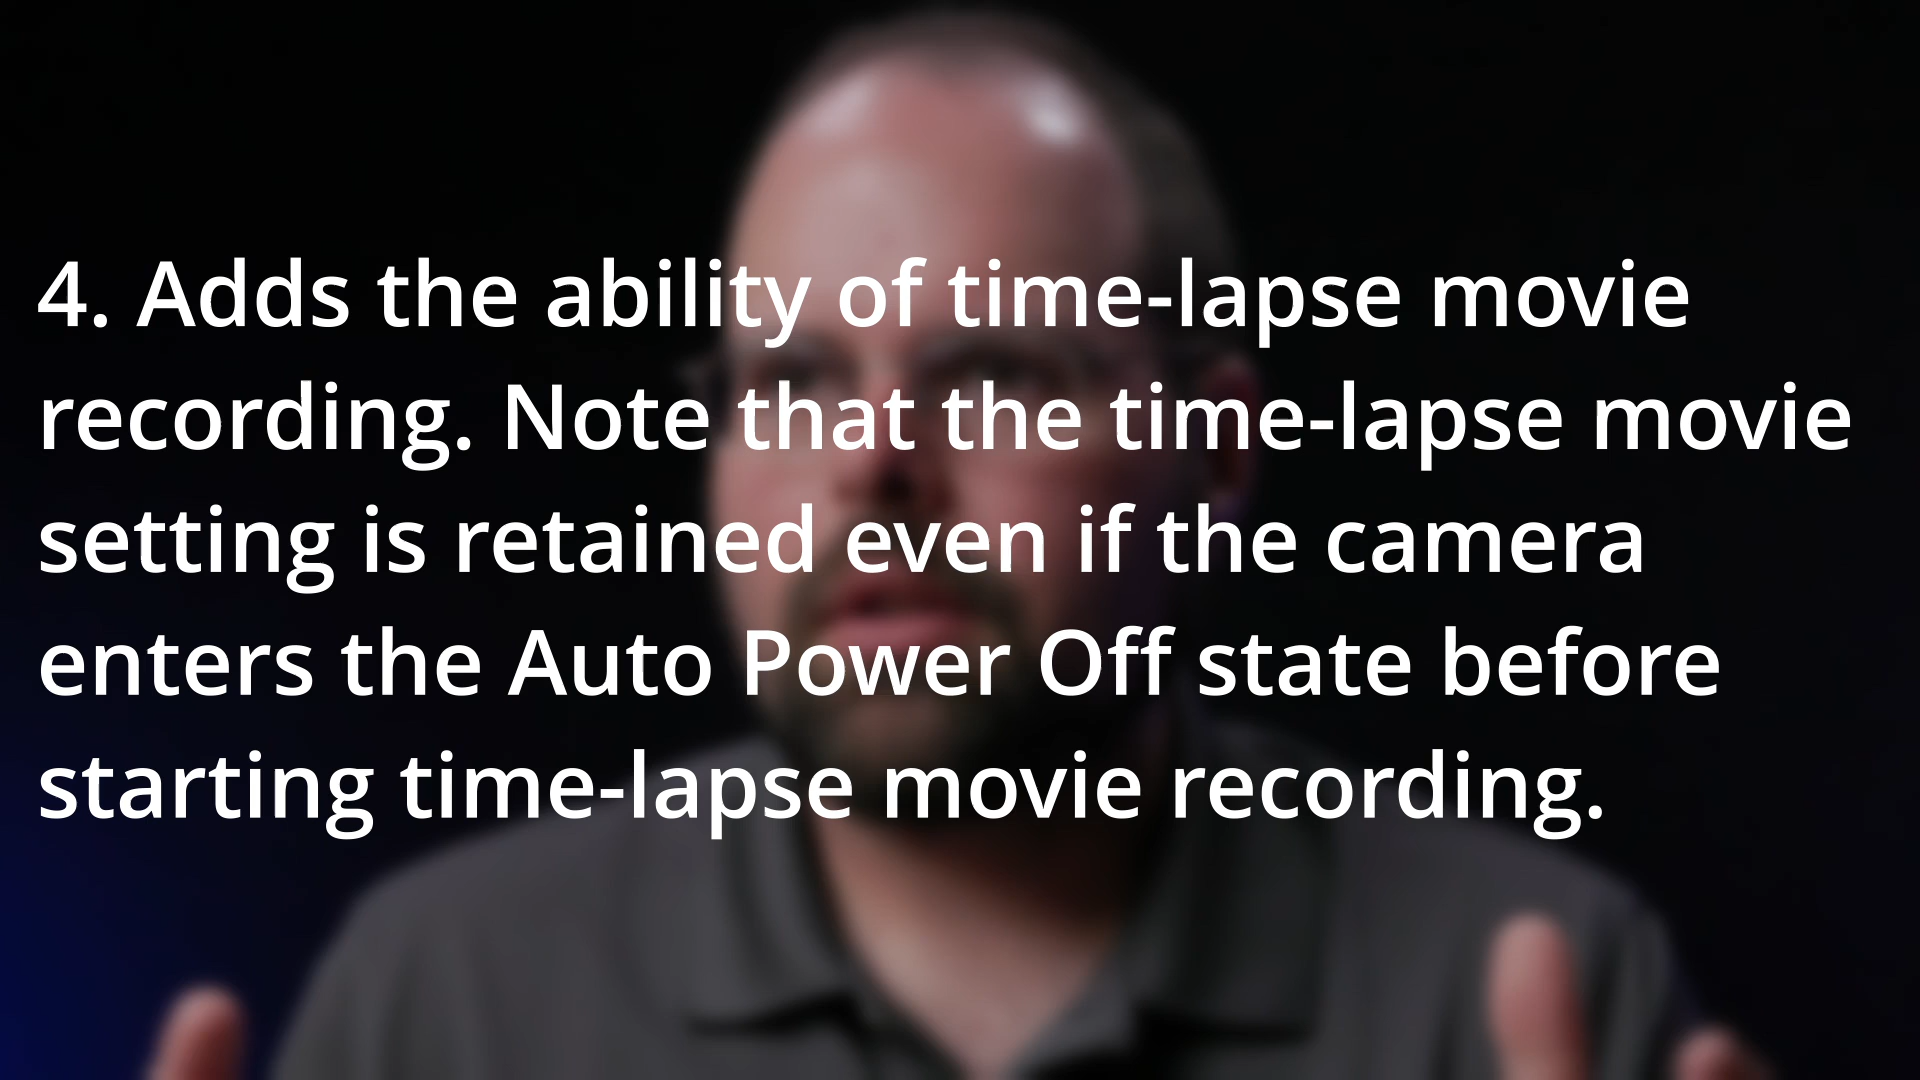 4. Adds the ability of time-lapse movie
recording. Note that the time-lapse movie
setting is retained even if the camera
enters the Auto Power Off state before
starting time-lapse movie recording.